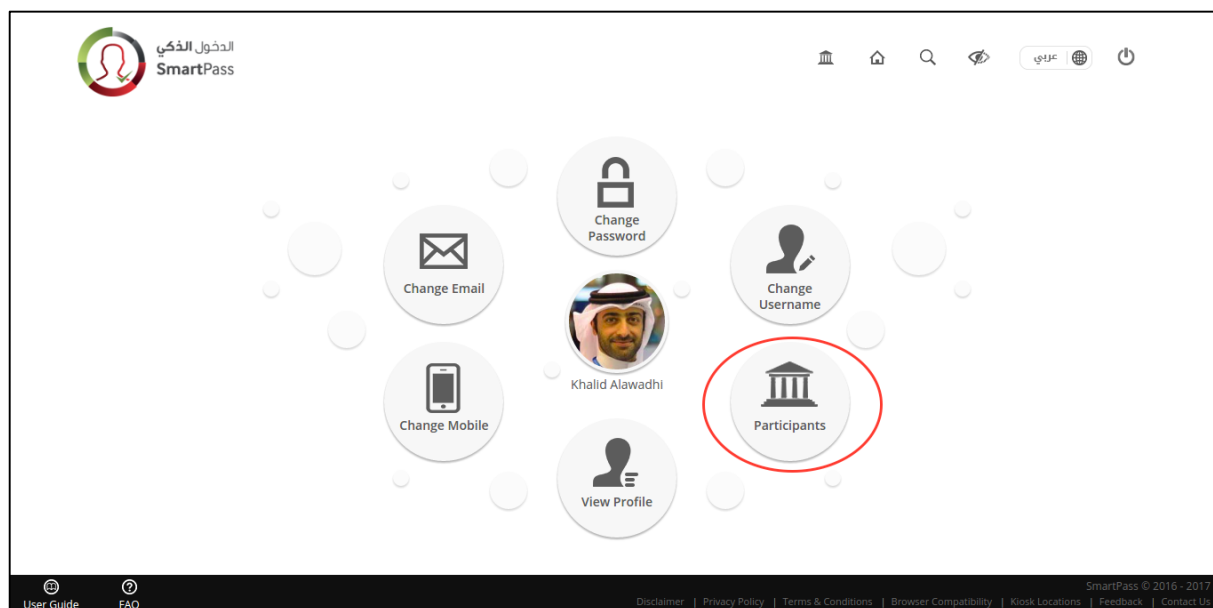 الدخول الذكي
SmartPass
عربي
Change
Password
Change Email
Change
Username
Khalid Alawadhi
Change Mobile
Participants
View Profile
SmartPass © 2016 - 2017
User Guide
FAQ
Disclaimer | Privacy Policy | Terms & Conditions | Browser Compatibility | Kiosk Locations | Feedback | Contact Us